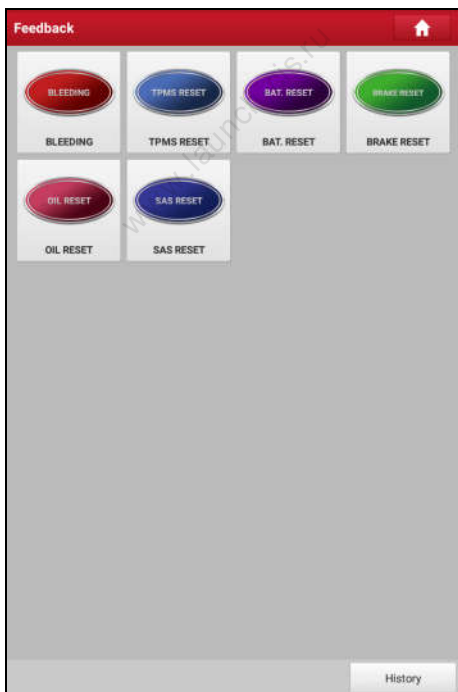 Feedback
BLEEDING TPMS RESET BAT. RESET BRAKE RESET
BLEEDING TPMS RESET BAT. RESET BRAKE RESET
OIL RESET SAS RESET
OIL RESET SAS RESET
History